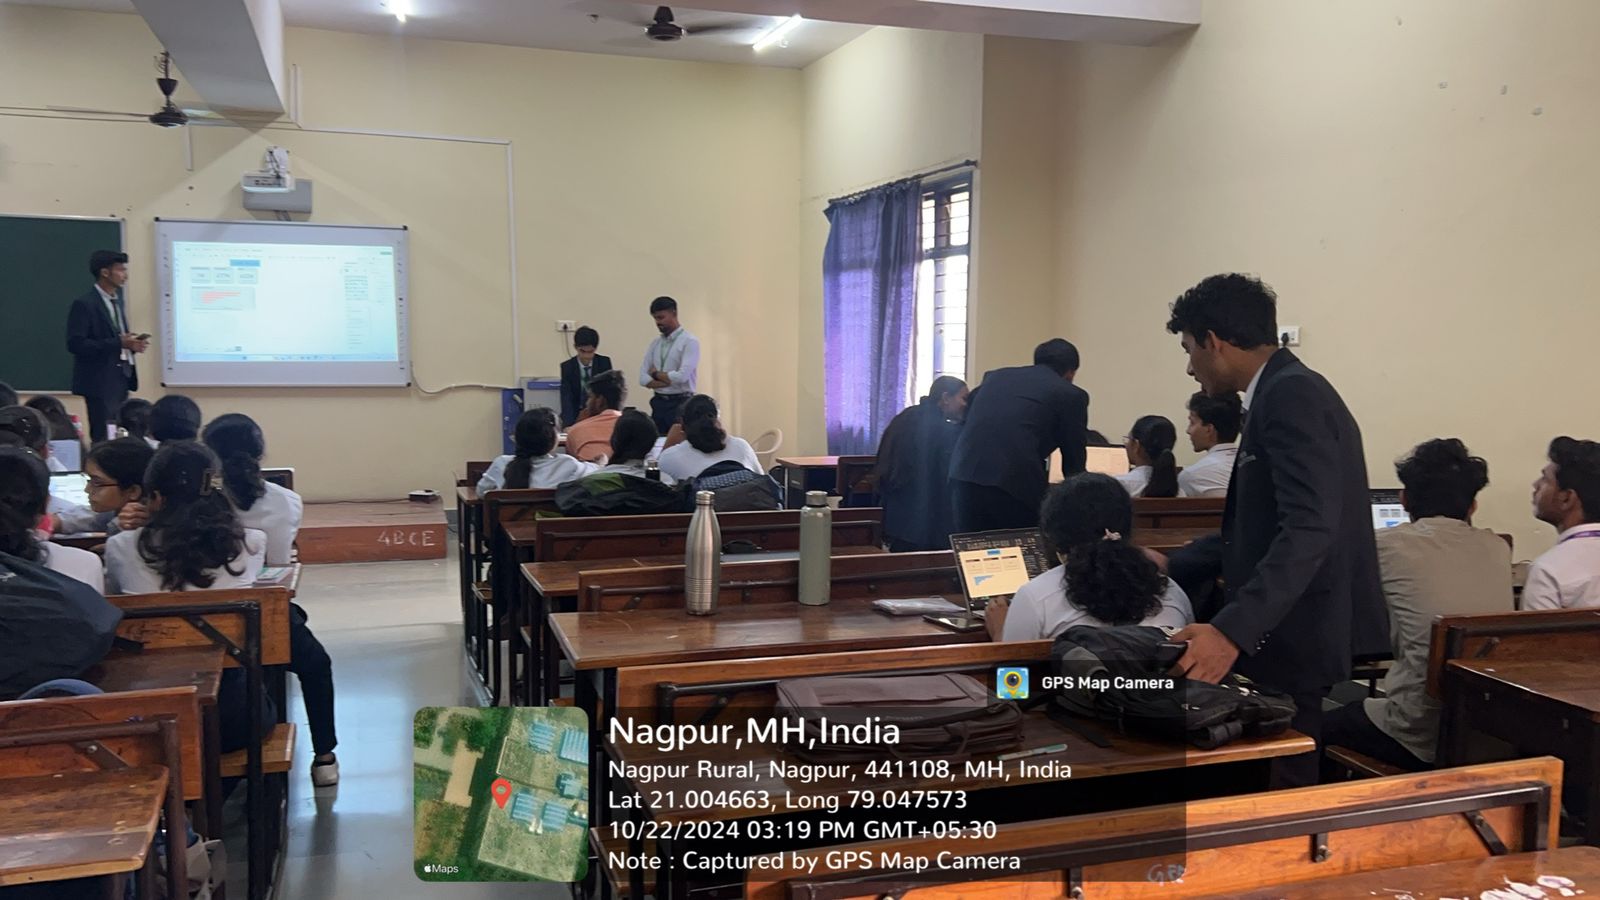 4BCE
GPS Map Camera
Nagpur,MH,India
Nagpur Rural, Nagpur, 441108, MH, India
Lat 21.004663, Long 79.047573
10/22/2024 03:19 PM GMT+05:30
Note : Captured by GPS Map Camera
Maps